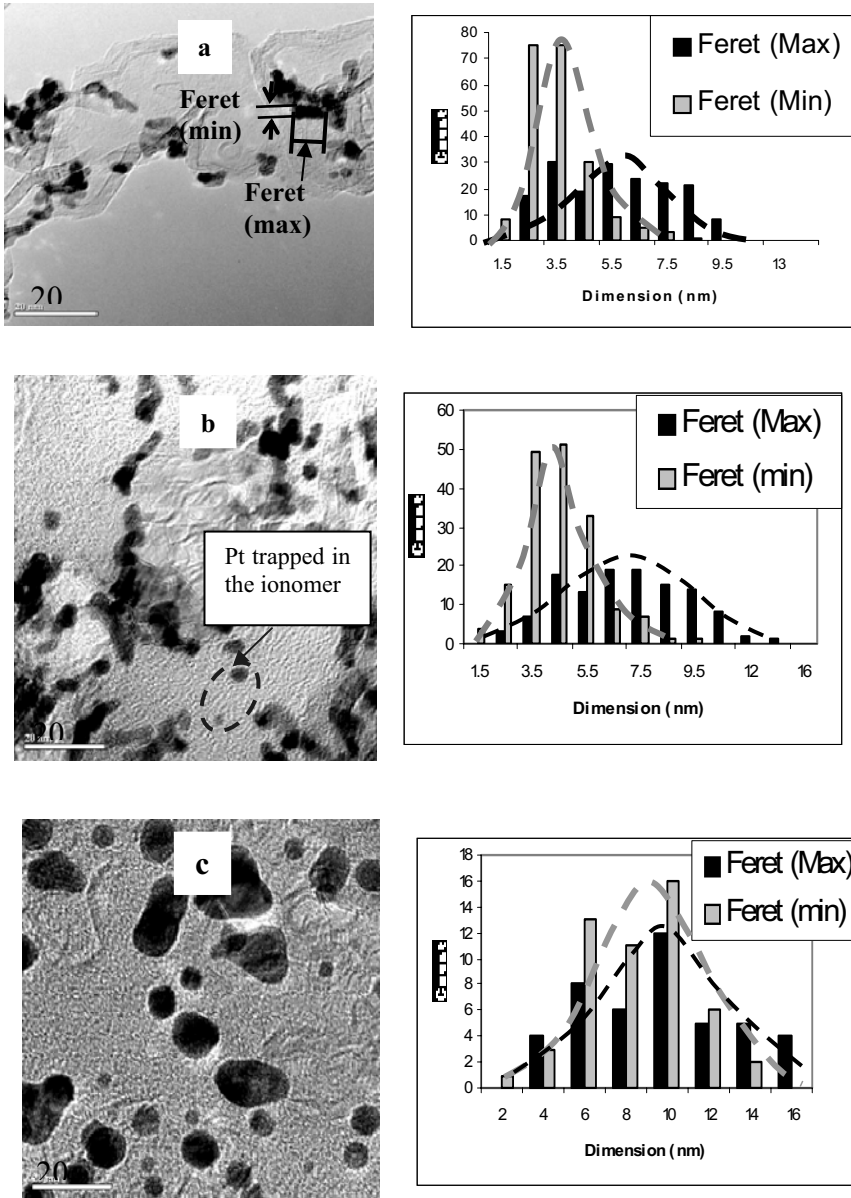 a
Feret
(min)
Feret
(max)
20
20 nm
Feret (Max)
Feret (Min)
80
70
60
50
40
30
20
10
0
1.5 3.5 5.5 7.5 9.5 13
Dimension (nm)
b
Pt trapped in
the ionomer
20
20 nm
Feret (Max)
Feret (min)
60
50
40
30
20
10
0
1.5 3.5 5.5 7.5 9.5 12 16
Dimension (nm)
c
20
Feret (Max)
Feret (min)
18
16
14
12
10
8
6
4
2
0
2 4 6 8 10 12 14 16
Dimension (nm)